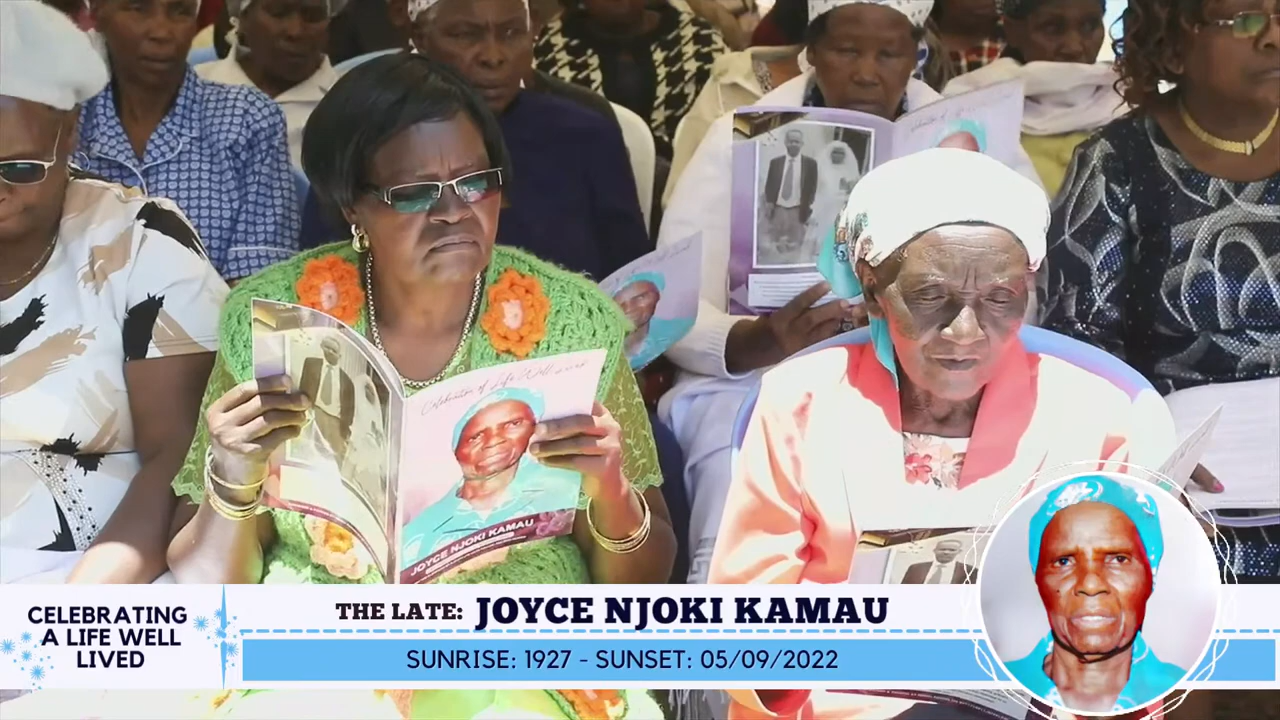 Celebration of Life Well
JOYCE NJOKI KAMAU
CELEBRATING
A LIFE WELL
LIVED
THE LATE: JOYCE NJOKI KAMAU
SUNRISE: 1927 - SUNSET: 05/09/2022